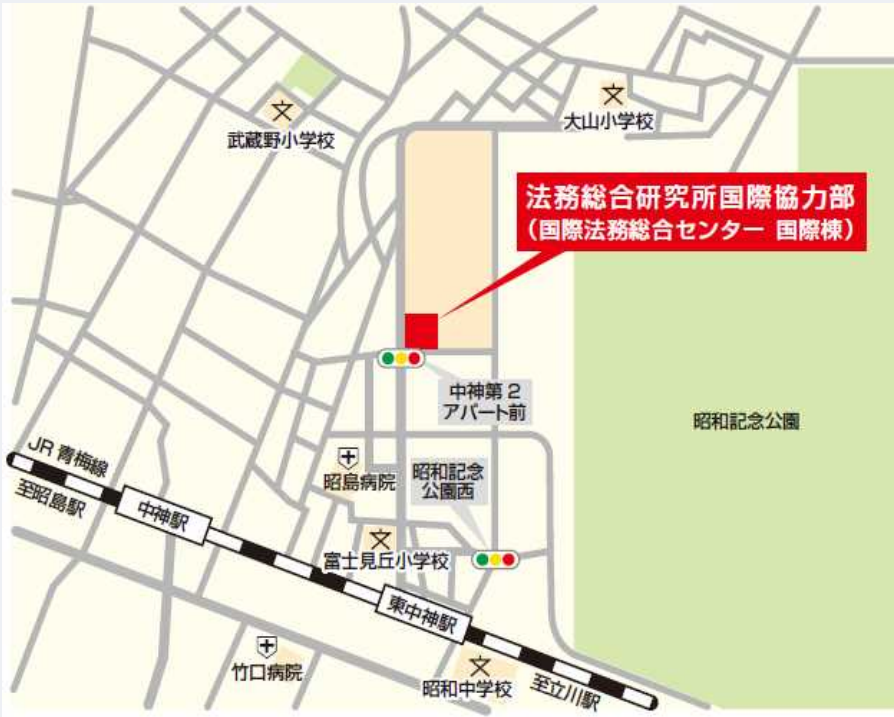 武蔵野小学校
大山小学校
法務総合研究所国際協力部
（国際法務総合センター 国際棟）
中神第2
アパート前
昭和記念公園
JR 青梅線
至昭島駅
中神駅
昭島病院
昭和記念
公園西
富士見丘小学校
東中神駅
竹口病院
昭和中学校
至立川駅